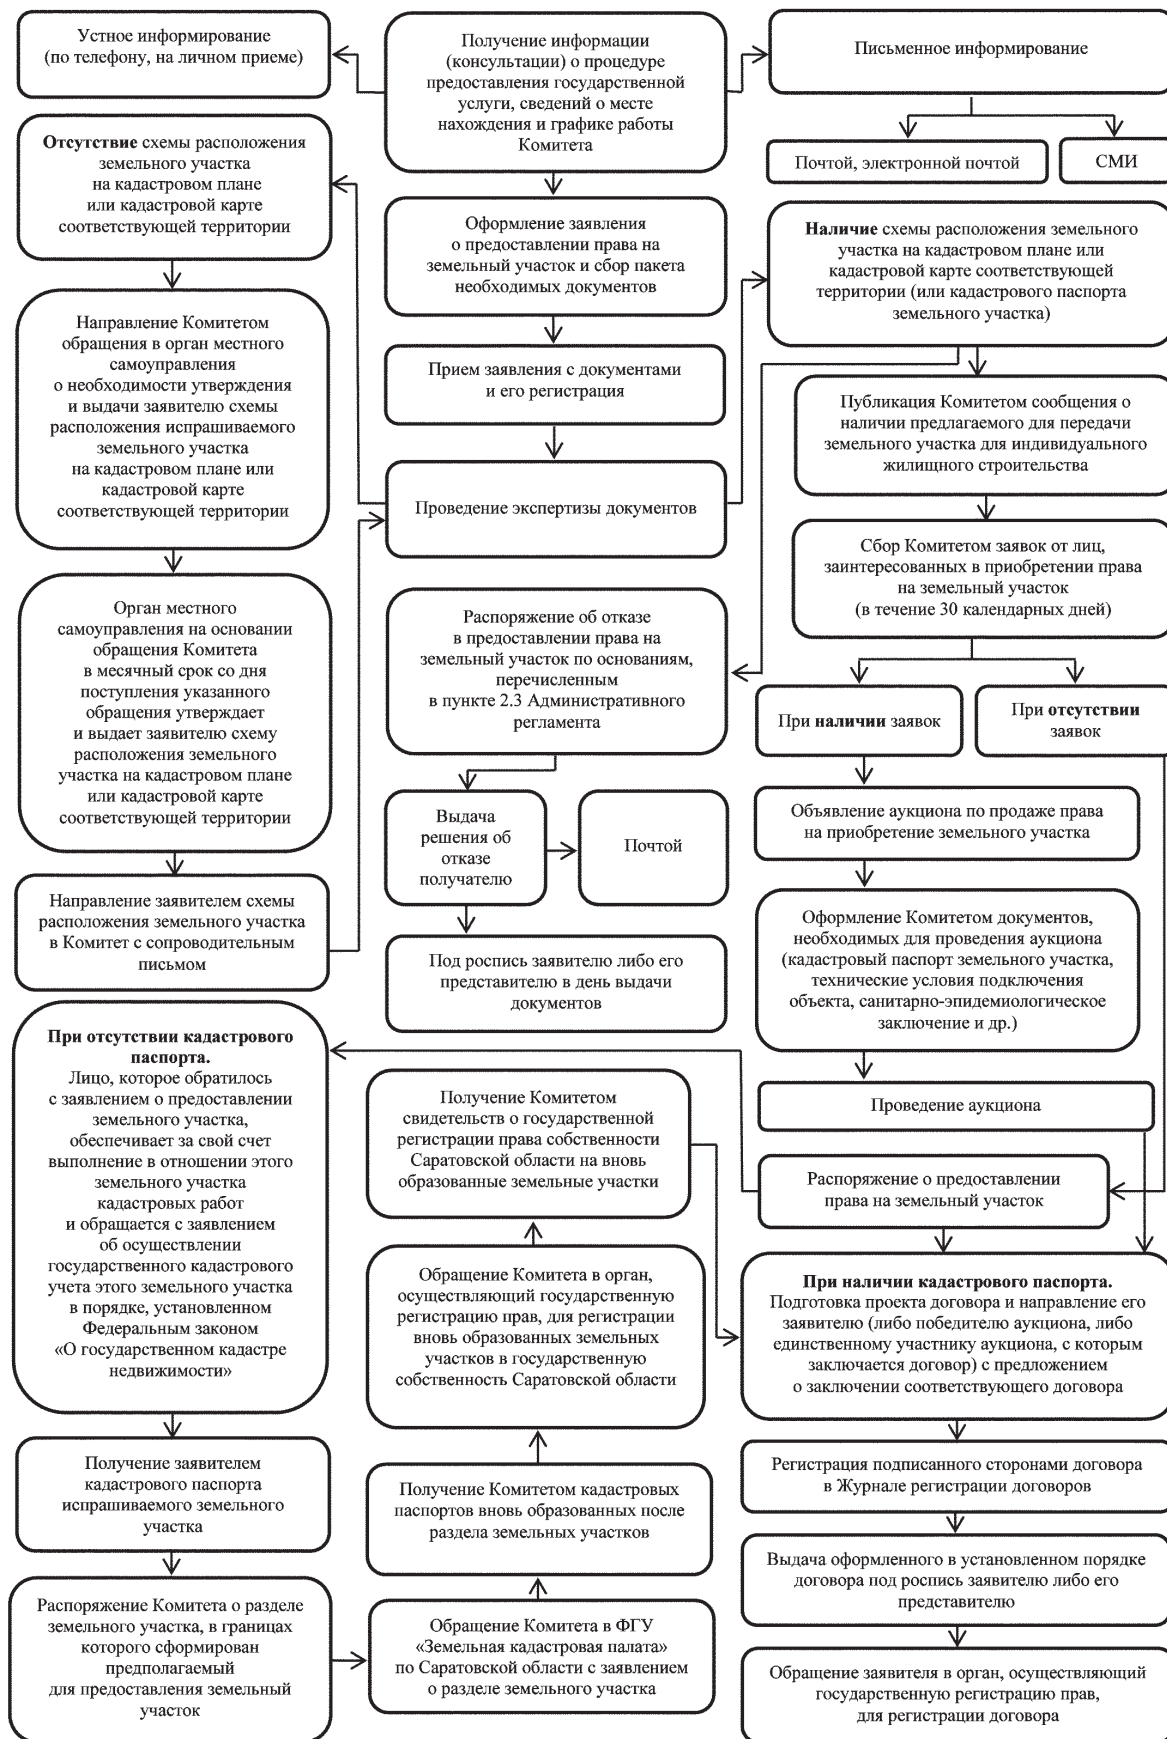 Устное информирование
(по телефону, на личном приеме)
Получение информации
(консультации) о процедуре
предоставления государственной
услуги, сведений о месте
нахождения и графике работы
Комитета
Письменное информирование
Почтой, электронной почтой
СМИ
Отсутствие схемы расположения
земельного участка
на кадастровом плане
или кадастровой карте
соответствующей территории
Оформление заявления
о предоставлении права на
земельный участок и сбор пакета
необходимых документов
Наличие схемы расположения земельного
участка на кадастровом плане или
кадастровой карте соответствующей
территории (или кадастрового паспорта
земельного участка)
Направление Комитетом
обращения в орган местного
самоуправления
о необходимости утверждения
и выдачи заявителю схемы
расположения испрашиваемого
земельного участка
на кадастровом плане или
кадастровой карте
соответствующей территории
Прием заявления с документами
и его регистрация
Публикация Комитетом сообщения о
наличии предлагаемого для передачи
земельного участка для индивидуального
жилищного строительства
Проведение экспертизы документов
Сбор Комитетом заявок от лиц,
заинтересованных в приобретении права
на земельный участок
(в течение 30 календарных дней)
Орган местного
самоуправления на основании
обращения Комитета
в месячный срок со дня
поступления указанного
обращения утверждает
и выдает заявителю схему
расположения земельного
участка на кадастровом плане
или кадастровой карте
соответствующей территории
Распоряжение об отказе
в предоставлении права на
земельный участок по основаниям,
перечисленным
в пункте 2.3 Административного
регламента
При наличии заявок
При отсутствии
заявок
Выдача
решения об
отказе
получателю
Почтой
Объявление аукциона по продаже права
на приобретение земельного участка
Направление заявителем схемы
расположения земельного участка
в Комитет с сопроводительным
письмом
Под роспись заявителю либо его
представителю в день выдачи
документов
Оформление Комитетом документов,
необходимых для проведения аукциона
(кадастровый паспорт земельного участка,
технические условия подключения
объекта, санитарно-эпидемиологическое
заключение и др.)
При отсутствии кадастрового
паспорта.
Лицо, которое обратилось
с заявлением о предоставлении
земельного участка,
обеспечивает за свой счет
выполнение в отношении этого
земельного участка
кадастровых работ
и обращается с заявлением
об осуществлении
государственного кадастрового
учета этого земельного участка
в порядке, установленном
Федеральным законом
«О государственном кадастре
недвижимости»
Получение Комитетом
свидетельств о государственной
регистрации права собственности
Саратовской области на вновь
образованные земельные участки
Проведение аукциона
Распоряжение о предоставлении
права на земельный участок
Обращение Комитета в орган,
осуществляющий государственную
регистрацию прав, для регистрации
вновь образованных земельных
участков в государственную
собственность Саратовской области
При наличии кадастрового паспорта.
Подготовка проекта договора и направление его
заявителю (либо победителю аукциона, либо
единственному участнику аукциона, с которым
заключается договор) с предложением
о заключении соответствующего договора
Получение заявителем
кадастрового паспорта
испрашиваемого земельного
участка
Получение Комитетом кадастровых
паспортов вновь образованных после
раздела земельных участков
Регистрация подписанного сторонами договора
в Журнале регистрации договоров
Выдача оформленного в установленном порядке
договора под роспись заявителю либо его
представителю
Распоряжение Комитета о разделе
земельного участка, в границах
которого сформирован
предполагаемый
для предоставления земельный
участок
Обращение Комитета в ФГУ
«Земельная кадастровая палата»
по Саратовской области с заявлением
о разделе земельного участка
Обращение заявителя в орган, осуществляющий
государственную регистрацию прав,
для регистрации договора